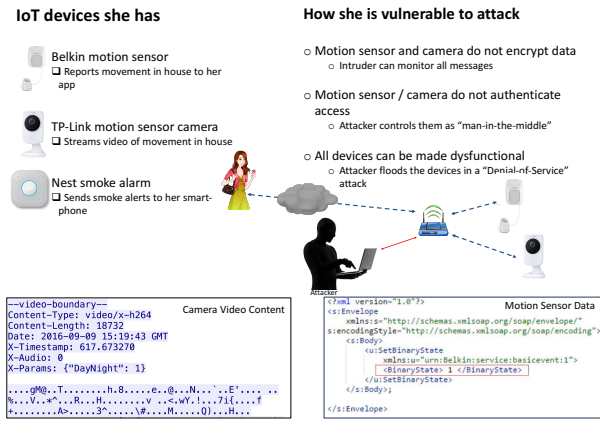 IoT devices she has
Belkin motion sensor
❑ Reports movement in house to her
app
TP-Link motion sensor camera
❑ Streams video of movement in house
Nest smoke alarm
❑ Sends smoke alerts to her smart-
phone
How she is vulnerable to attack
○ Motion sensor and camera do not encrypt data
○ Intruder can monitor all messages
○ Motion sensor / camera do not authenticate
access
○ Attacker controls them as “man-in-the-middle”
○ All devices can be made dysfunctional
○ Attacker floods the devices in a “Denial-of-Service”
attack
Attacker
Camera Video Content
--video-boundary--
Content-Type: video/x-h264
Content-Length: 18732
Date: 2016-09-09 15:19:43 GMT
X-Timestamp: 617.673270
X-Audio: 0
X-Params: {"DayNight": 1}
....gM@..T........h.8.....e..@...N...`..E'.... ..
%...V..*^...R...H........v ..<.wY.!...7i{....f
+........A>.....3^.....\#....M.....Q)...H...
Motion Sensor Data
<?xml version="1.0"?>
<s:Envelope
xmlns:s="http://schemas.xmlsoap.org/soap/envelope/"
s:encodingStyle="http://schemas.xmlsoap.org/soap/encoding/">
<s:Body>
<u:SetBinaryState
xmlns:u="urn:Belkin:service:basicevent:1">
<BinaryState> 1 </BinaryState>
</u:SetBinaryState>
</s:Body>;
</s:Envelope>